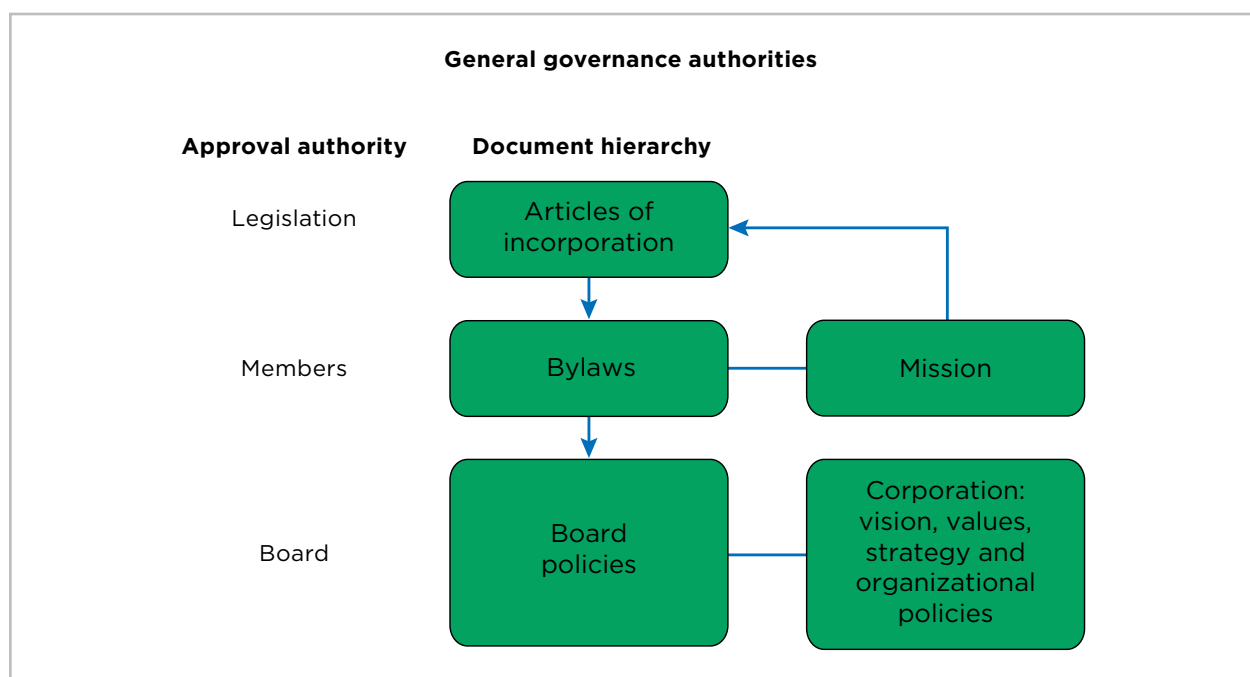 General governance authorities
Approval authority
Document hierarchy
Legislation
Articles of
incorporation
Members
Bylaws
Mission
Board
Board
policies
Corporation:
vision, values,
strategy and
organizational
policies